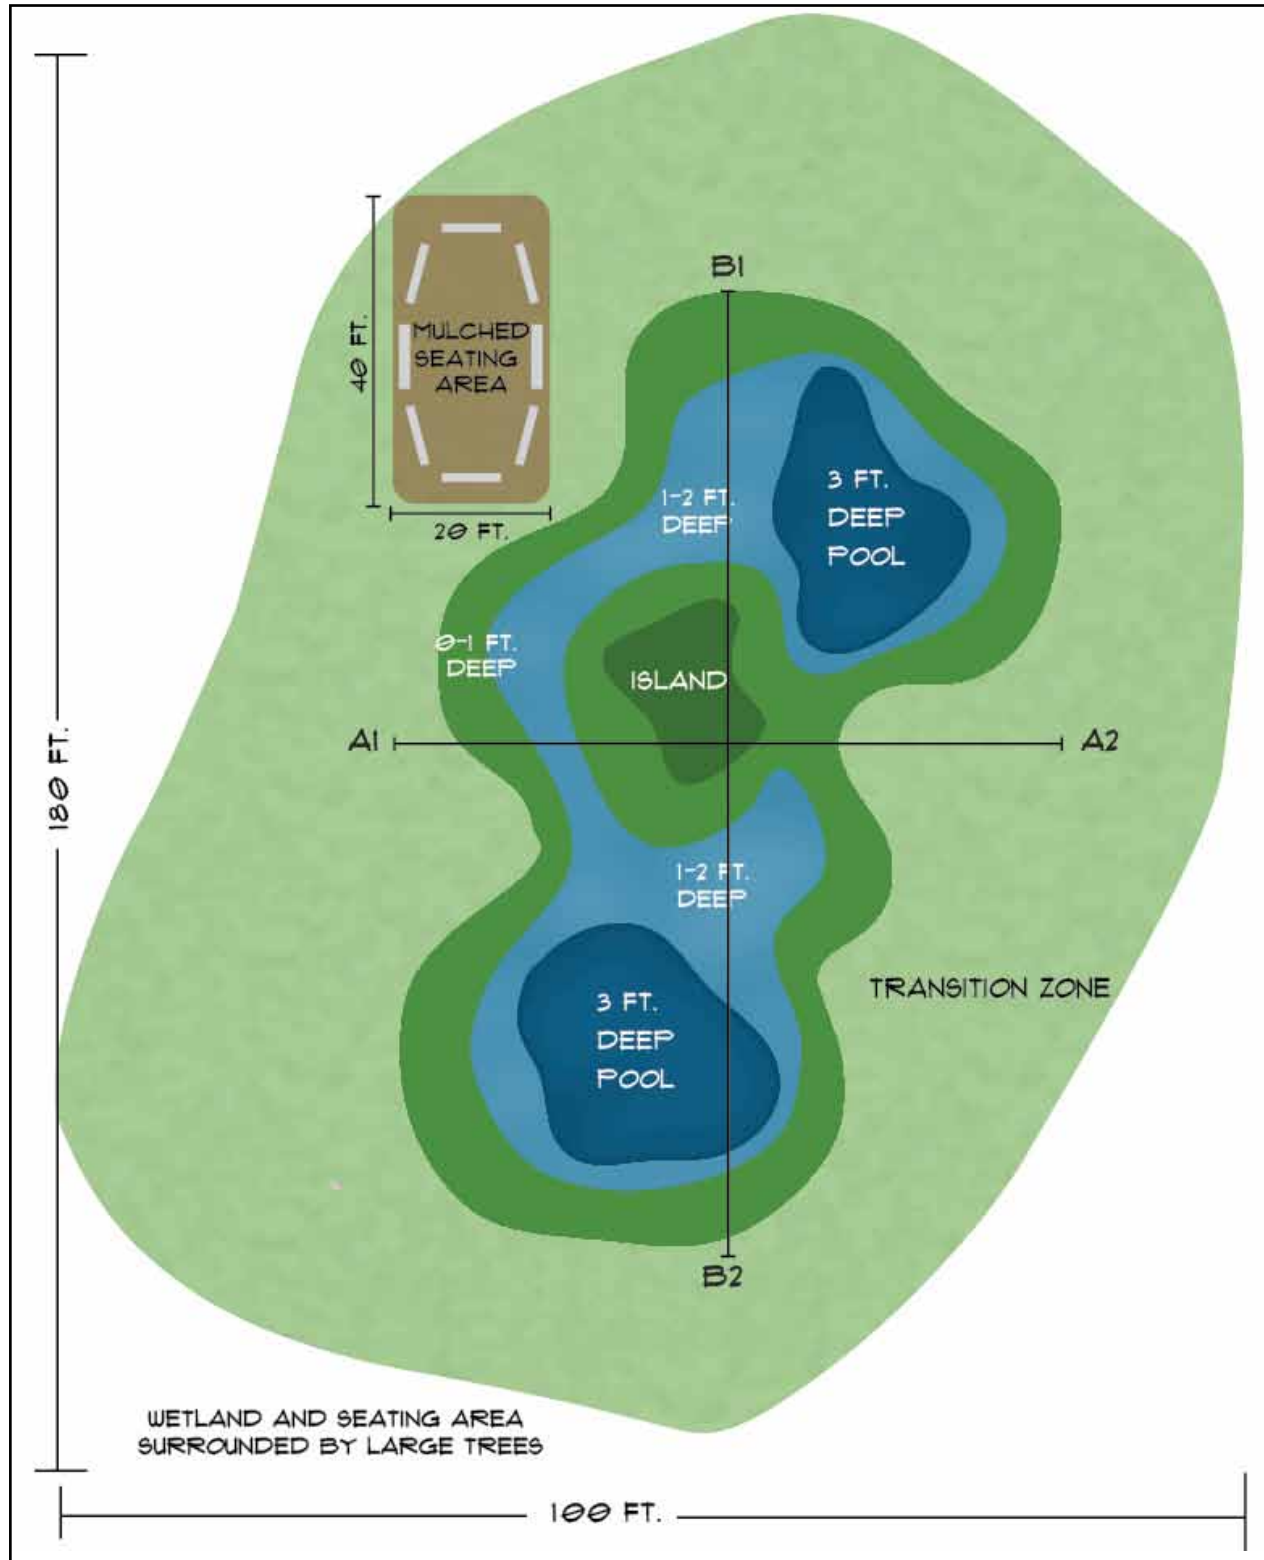 B1
MULCHED
SEATING
AREA
40 FT.
20 FT.
1-2 FT.
DEEP
3 FT.
DEEP
POOL
0-1 FT.
DEEP
ISLAND
A1
A2
180 FT.
1-2 FT.
DEEP
TRANSITION ZONE
3 FT.
DEEP
POOL
B2
WETLAND AND SEATING AREA
SURROUNDED BY LARGE TREES
100 FT.